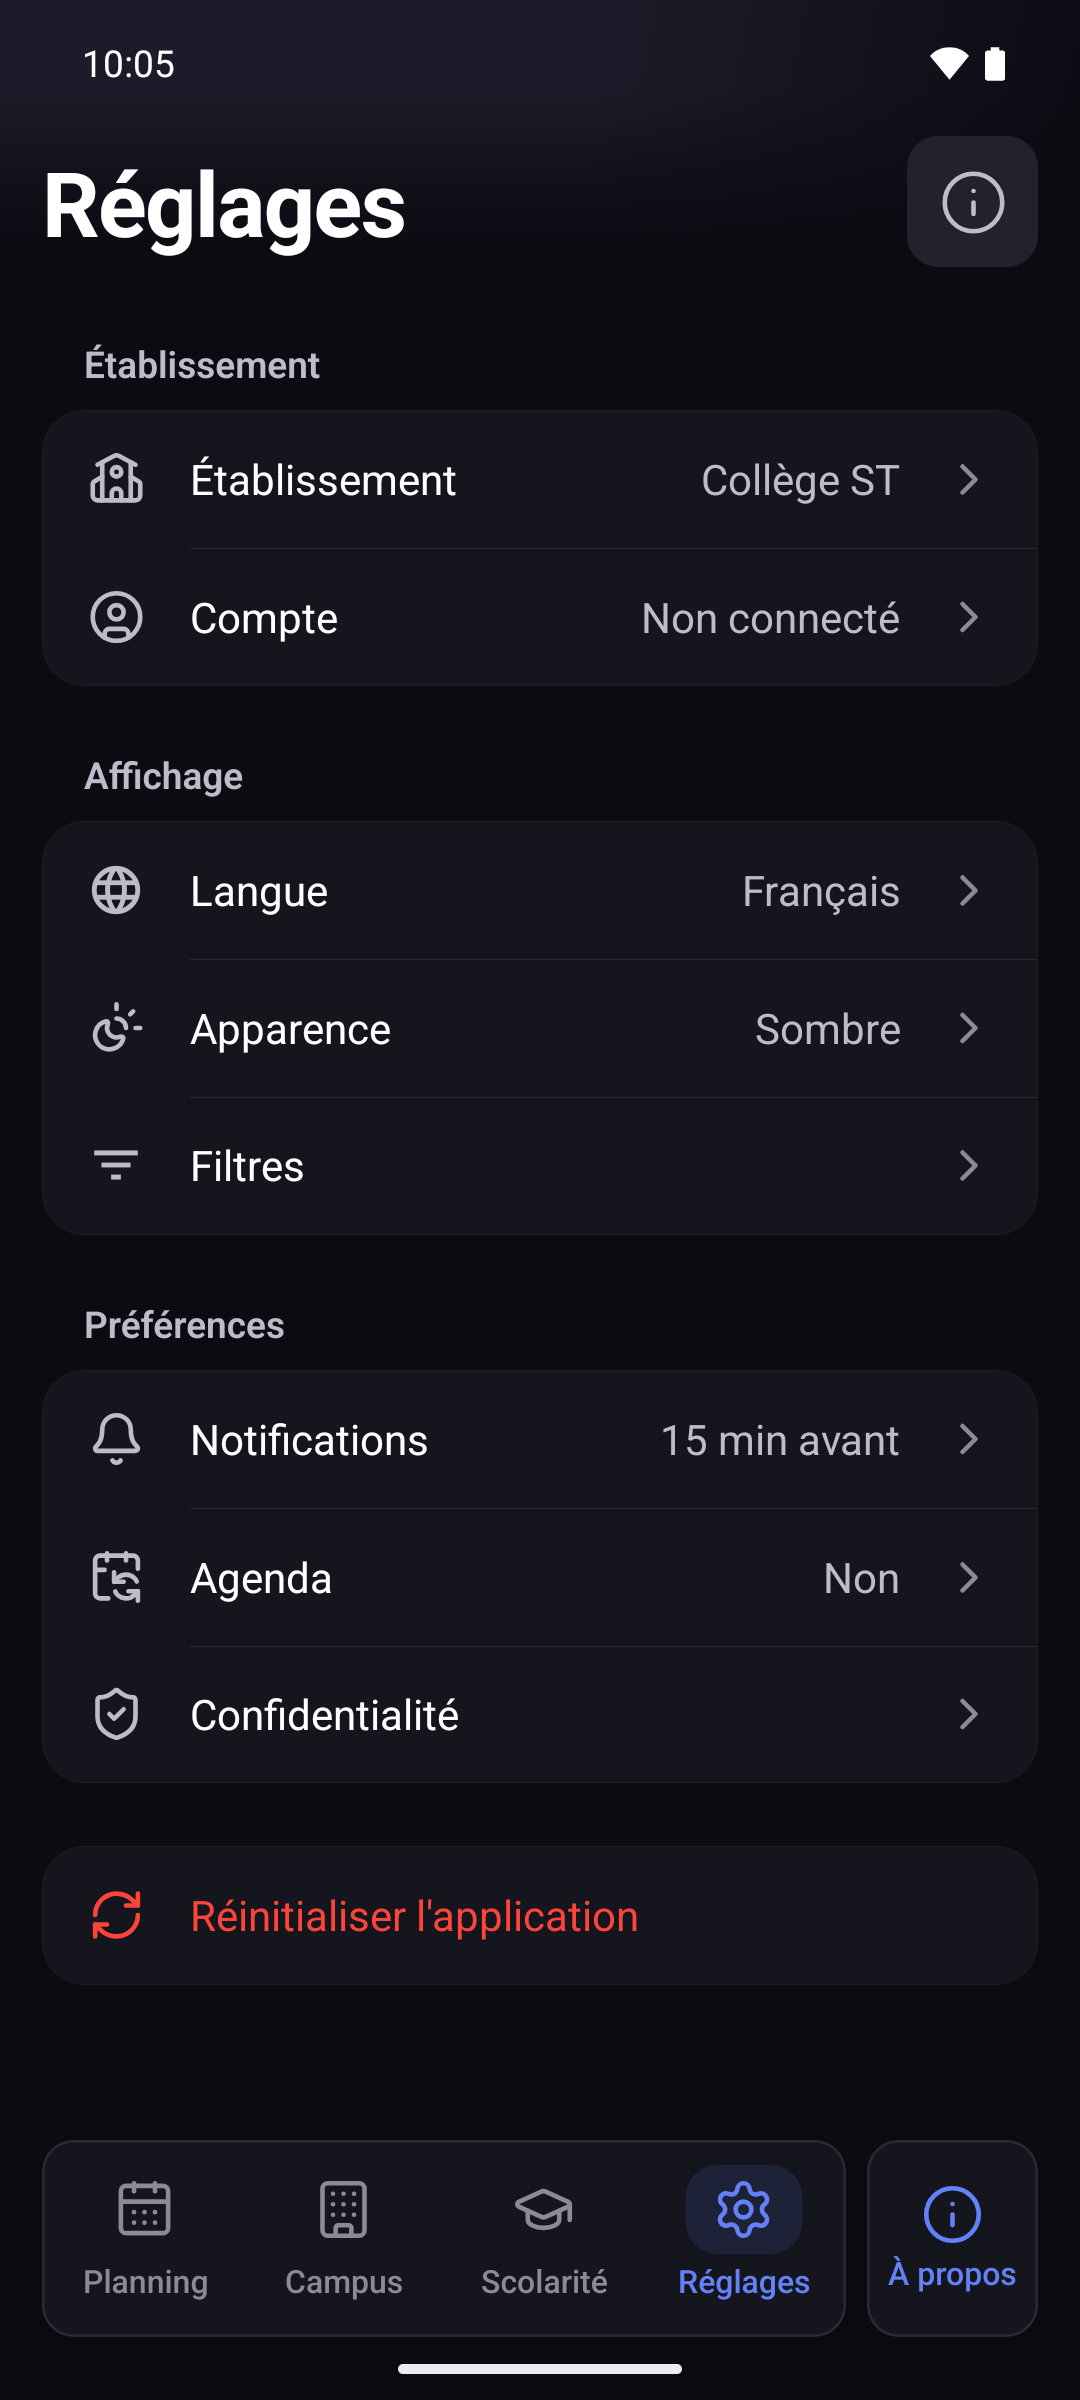 10:05
Réglages
Établissement
Établissement Collège ST
Compte Non connecté
Affichage
Langue Français
Apparence Sombre
Filtres
Préférences
Notifications 15 min avant
Agenda Non
Confidentialité
Réinitialiser l'application
Planning Campus Scolarité Réglages À propos